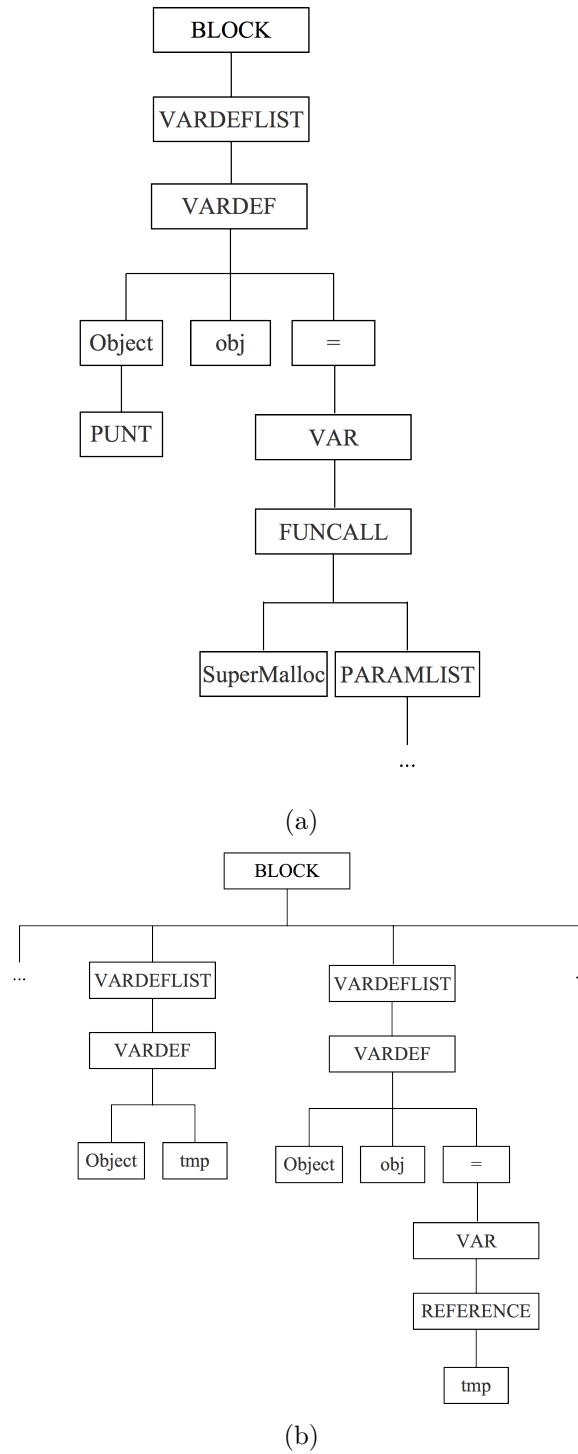 BLOCK
VARDEFLIST
VARDEF
Object obj =
PUNT
VAR
FUNCALL
SuperMalloc PARAMLIST
...
(a)
BLOCK
... VARDEFLIST VARDEFLIST
VARDEF VARDEF
Object tmp Object obj =
VAR
REFERENCE
tmp
(b)